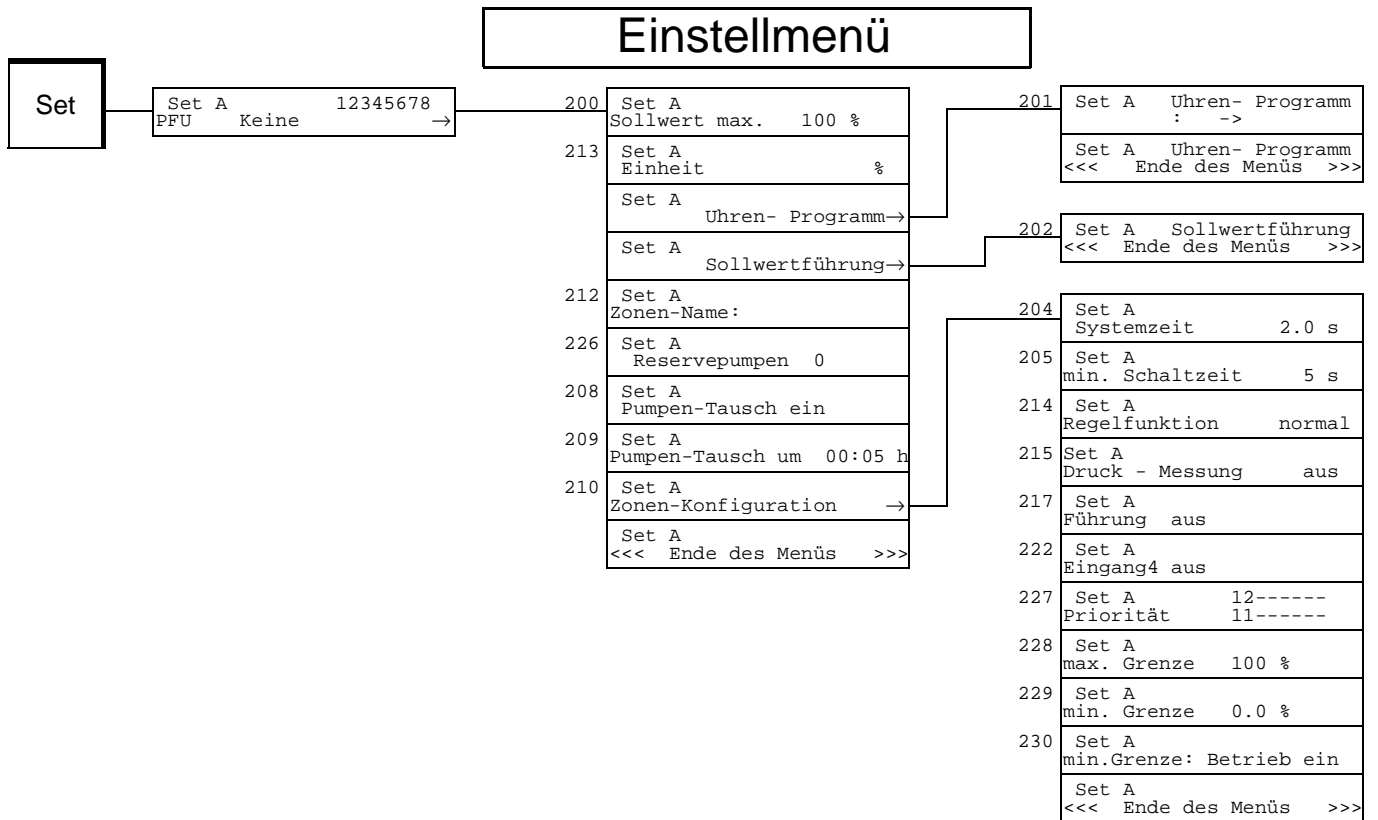 Einstellmenü
Set
Set A 12345678
PFU Keine →
200 Set A
Sollwert max. 100 %
213 Set A
Einheit %
Set A
Uhren- Programm→
Set A
Sollwertführung→
212 Set A
Zonen-Name:
226 Set A
Reservepumpen 0
208 Set A
Pumpen-Tausch ein
209 Set A
Pumpen-Tausch um 00:05 h
210 Set A
Zonen-Konfiguration →
Set A
<<< Ende des Menüs >>>
201 Set A Uhren- Programm
: ->
Set A Uhren- Programm
<<< Ende des Menüs >>>
202 Set A Sollwertführung
<<< Ende des Menüs >>>
204 Set A
Systemzeit 2.0 s
205 Set A
min. Schaltzeit 5 s
214 Set A
Regelfunktion normal
215 Set A
Druck - Messung aus
217 Set A
Führung aus
222 Set A
Eingang4 aus
227 Set A 12------
Priorität 11------
228 Set A
max. Grenze 100 %
229 Set A
min. Grenze 0.0 %
230 Set A
min.Grenze: Betrieb ein
Set A
<<< Ende des Menüs >>>